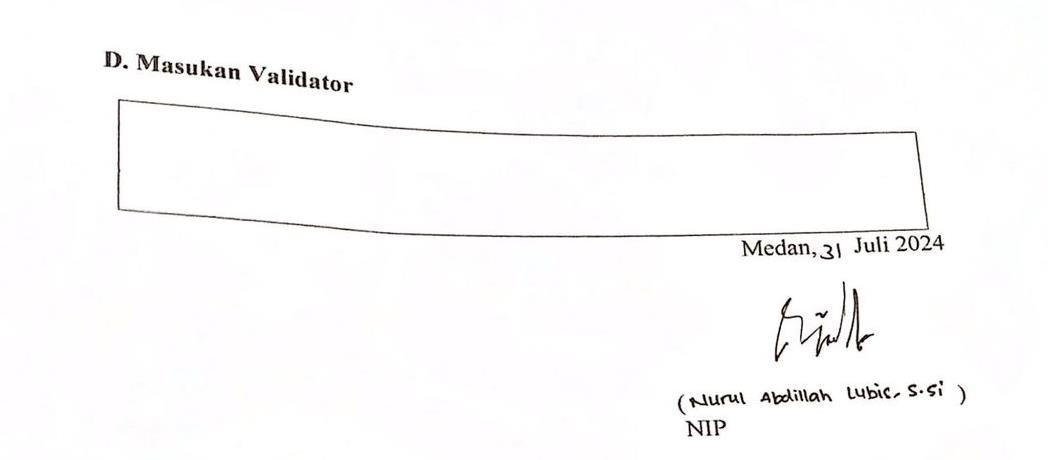 D. Masukan Validator
Medan, 31 Juli 2024
(Nurul Abdillah Lubis, S.Si )
NIP